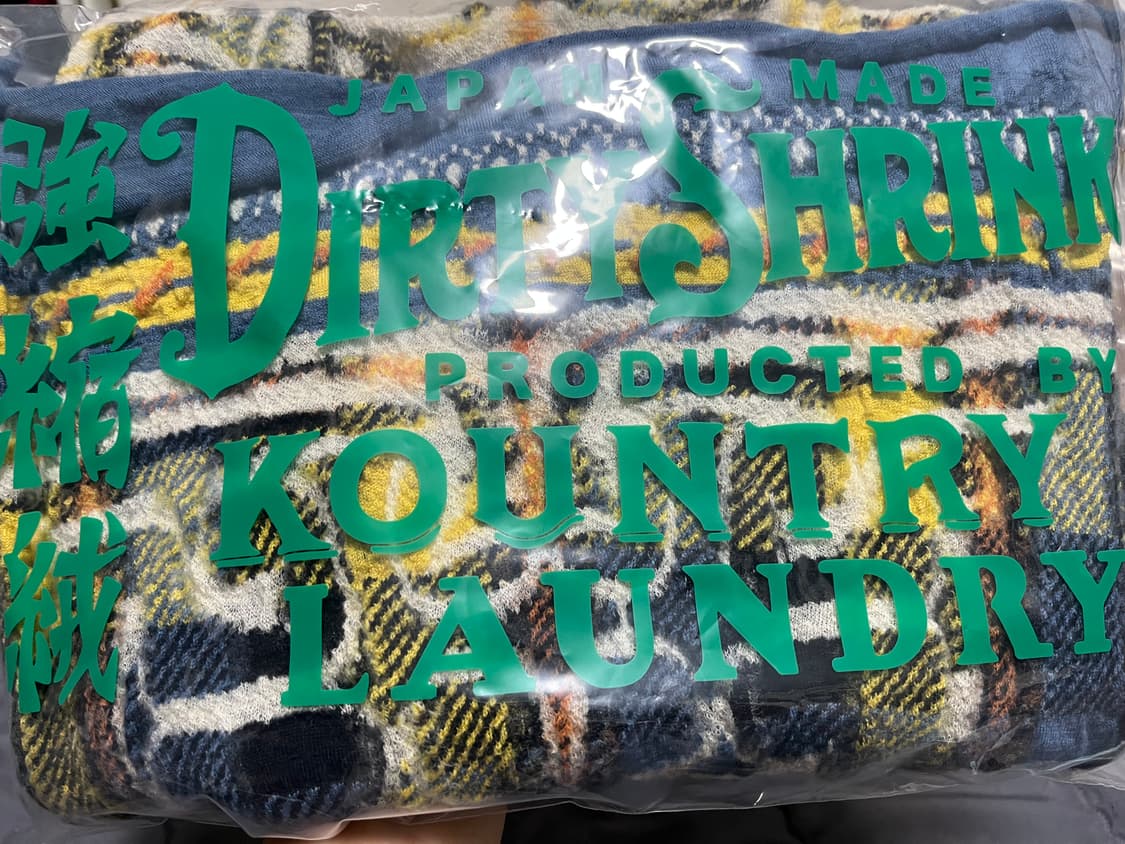 JAPAN MADE
DIRTY SHRINK
PRODUCTED BY
KOUNTRY
LAUNDRY
強縮絨